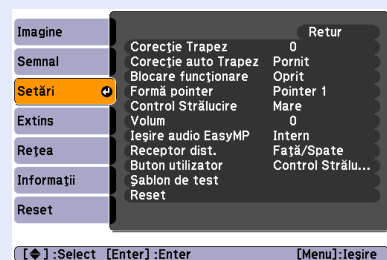 Imagine
Semnal
Setări
Extins
Rețea
Informații
Reset
Retur
Corecție Trapez 0
Corecție auto Trapez Pornit
Blocare funcționare Oprit
Formă pointer Pointer 1
Control Strălucire Mare
Volum 0
Ieșire audio EasyMP Intern
Receptor dist. Față/Spate
Buton utilizator Control Strălu...
Șablon de test
Reset
[◆] :Select [Enter] :Enter [Menu]:Ieșire